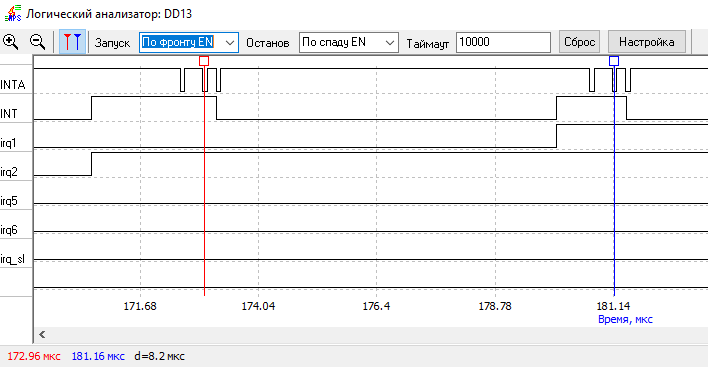 Логический анализатор: DD13
Запуск По фронту EN Останов По спаду EN Таймаут 10000 Сброс Настройка
INTA
INT
irq1
irq2
irq5
irq6
irq_sl
171.68 174.04 176.4 178.78 181.14
Время, мкс
172.96 мкс 181.16 мкс d=8.2 мкс